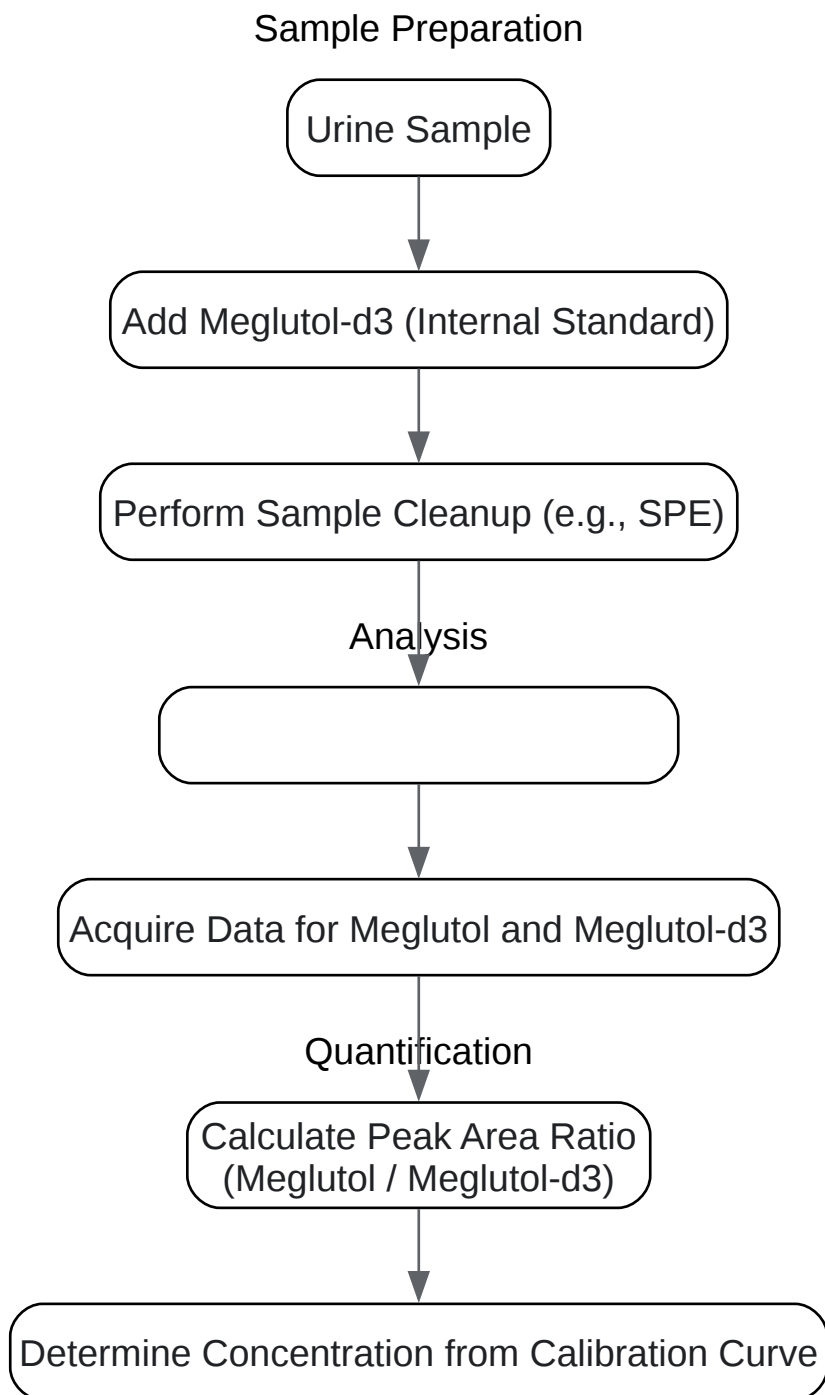 Sample Preparation
Urine Sample
Add Meglutol-d3 (Internal Standard)
Perform Sample Cleanup (e.g., SPE)
Analysis
Acquire Data for Meglutol and Meglutol-d3
Quantification
Calculate Peak Area Ratio
(Meglutol / Meglutol-d3)
Determine Concentration from Calibration Curve